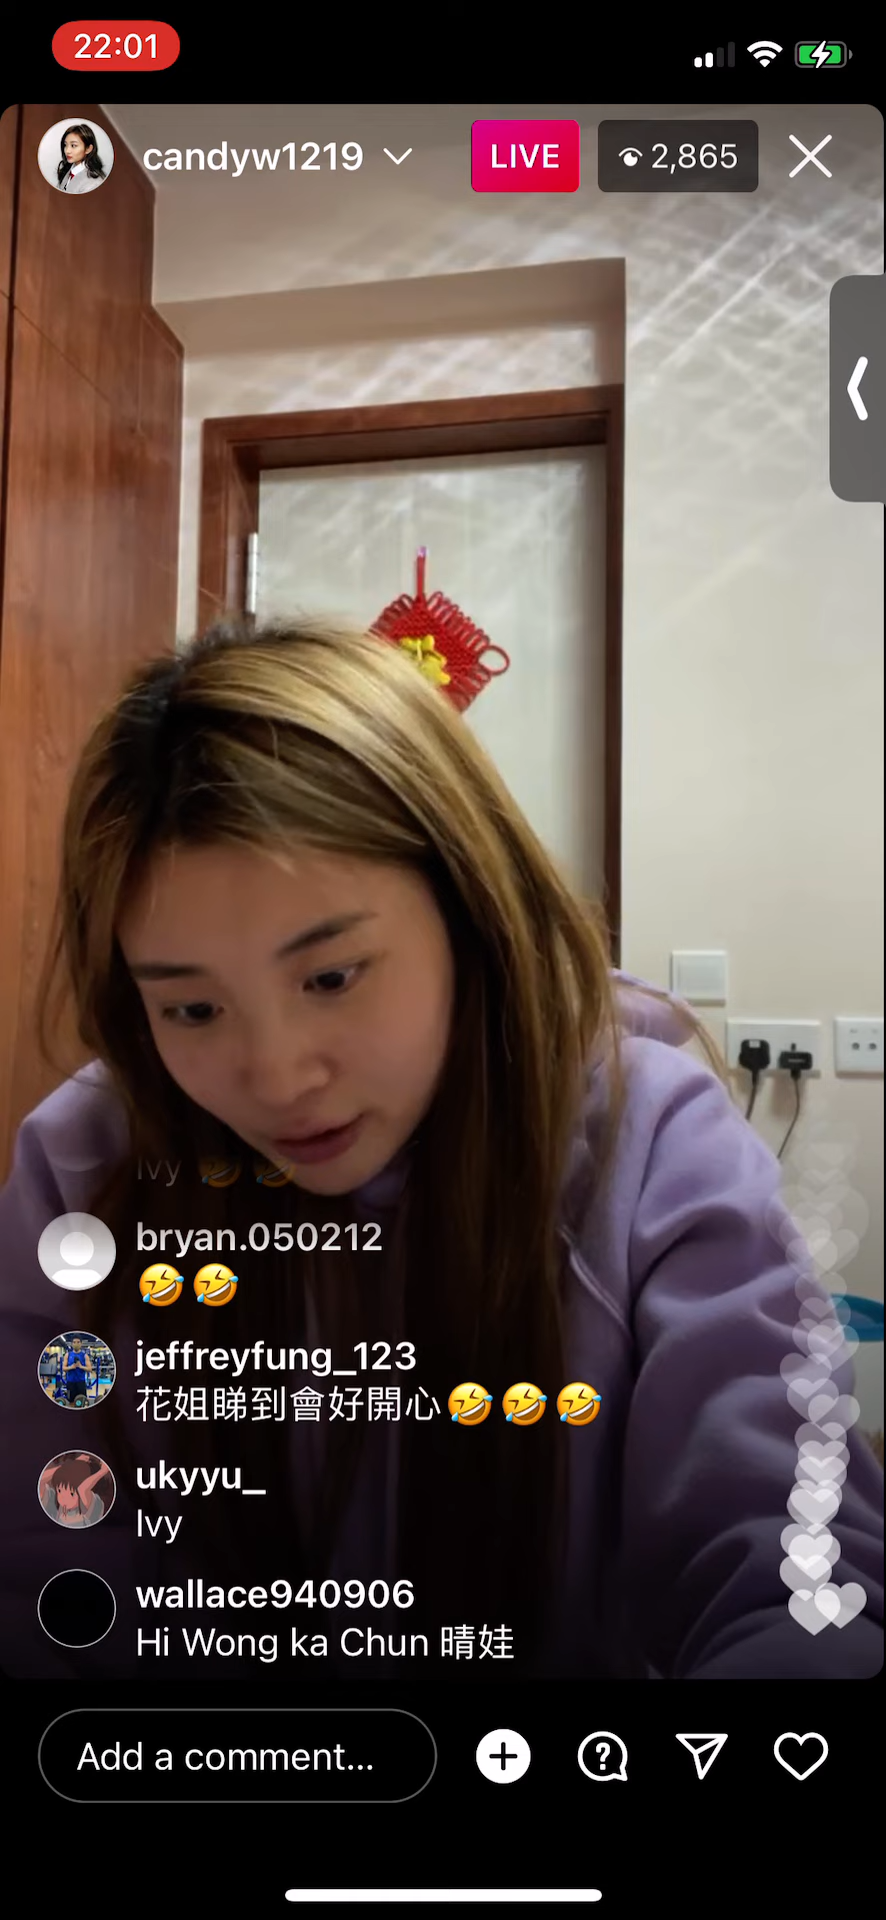 22:01
candyw1219
LIVE
2,865
Ivy 🤣🤣
bryan.050212
🤣🤣
jeffreyfung_123
花姐睇到會好開心🤣🤣🤣
ukyyu_
Ivy
wallace940906
Hi Wong ka Chun 晴娃
Add a comment...